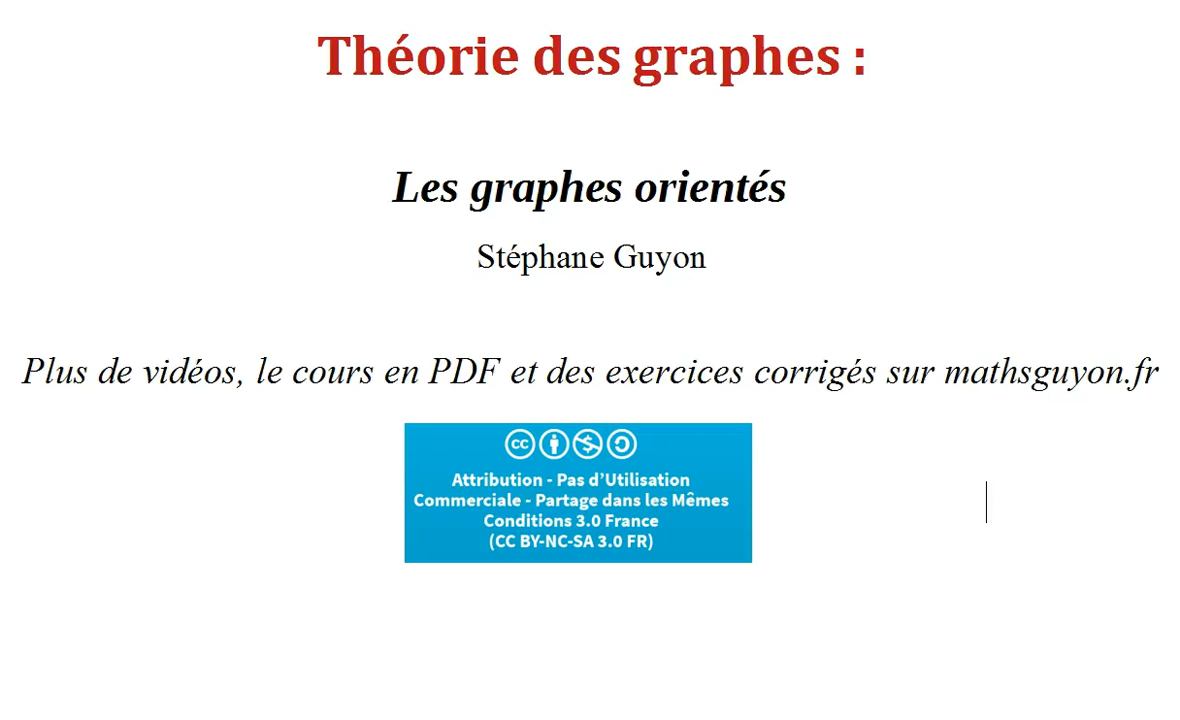 Théorie des graphes :
Les graphes orientés
Stéphane Guyon
Plus de vidéos, le cours en PDF et des exercices corrigés sur mathsguyon.fr
cc
Attribution - Pas d'Utilisation
Commerciale - Partage dans les Mêmes
Conditions 3.0 France
(CC BY-NC-SA 3.0 FR)